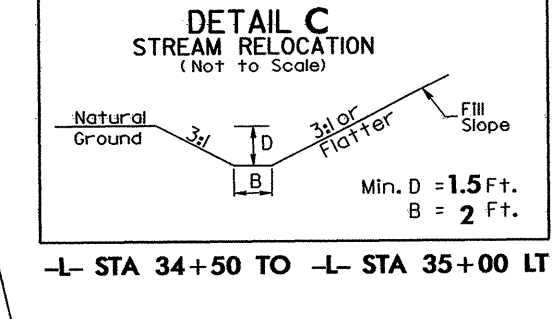 DETAIL C
STREAM RELOCATION
(Not to Scale)
Natural
Ground
3:1
D
B
3:1 or
Flatter
Fill
Slope
Min. D = 1.5 Ft.
B = 2 Ft.
-L- STA 34+50 TO -L- STA 35+00 LT